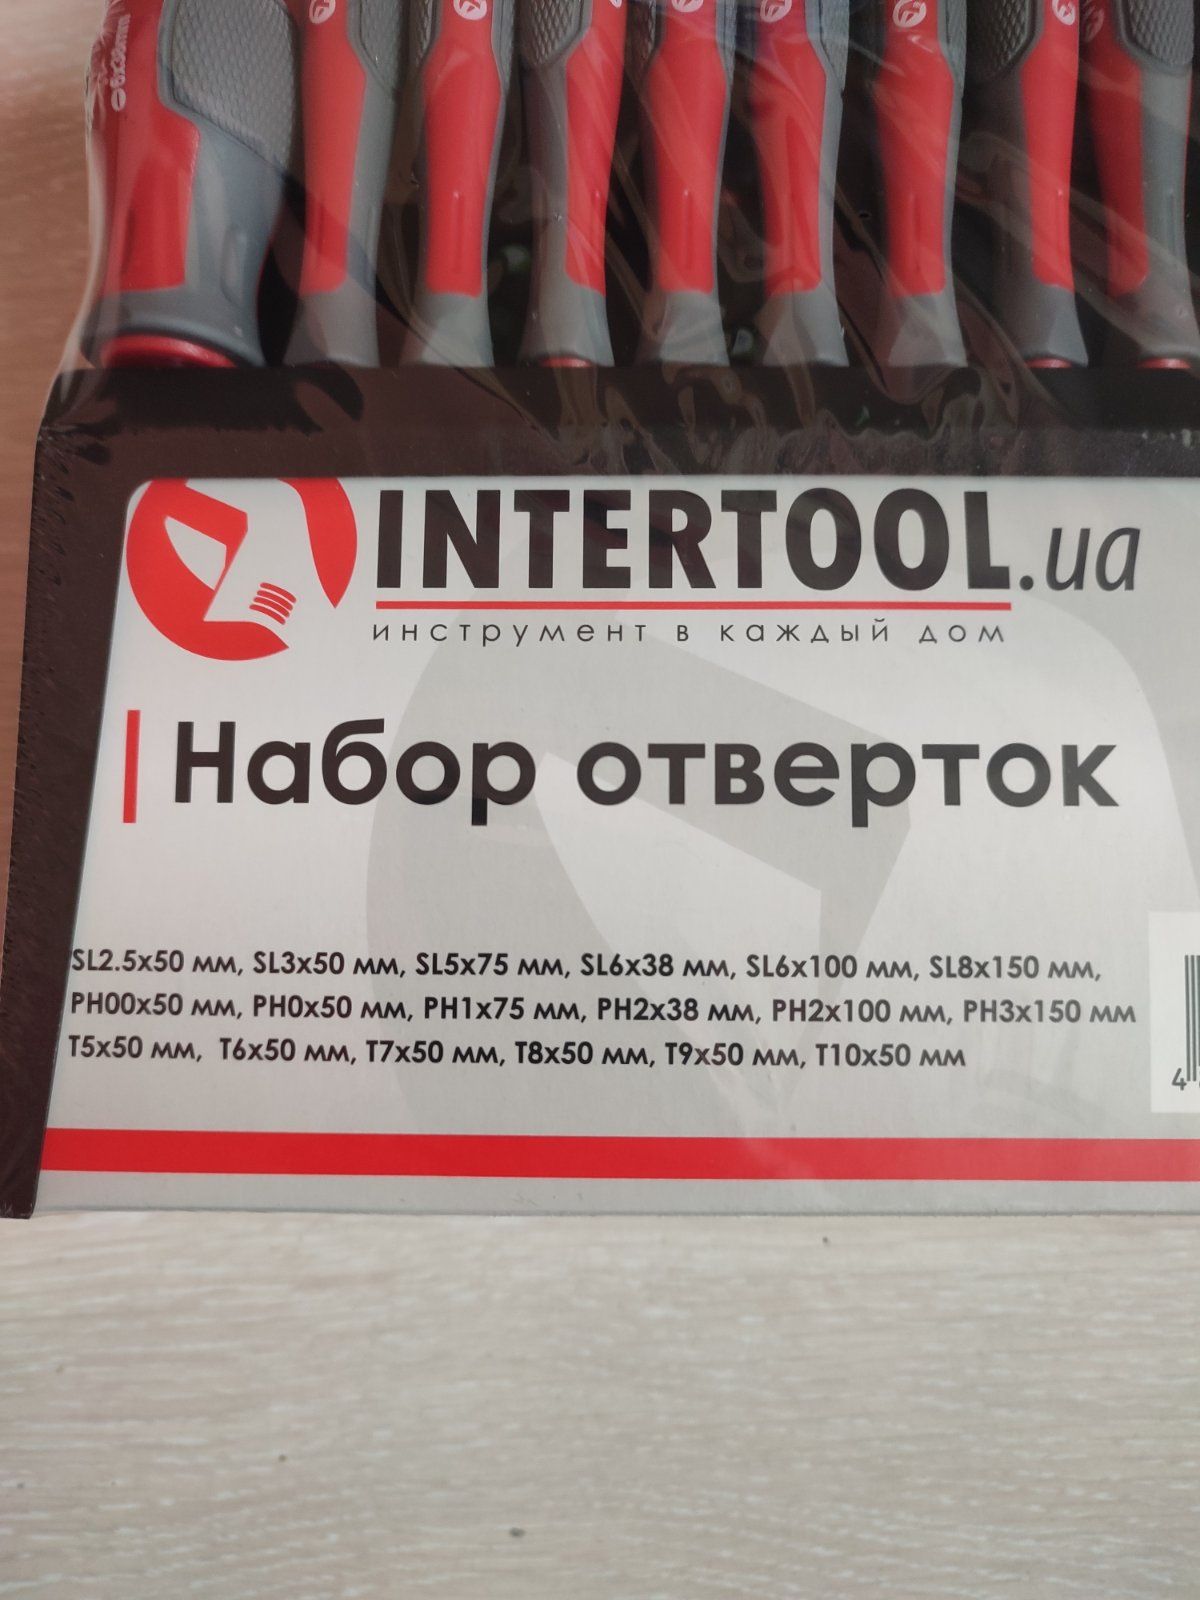 6x38mm
INTERTOOL.ua
инструмент в каждый дом
Набор отверток
SL2.5x50 мм, SL3x50 мм, SL5x75 мм, SL6x38 мм, SL6x100 мм, SL8x150 мм,
PH00x50 мм, PH0x50 мм, PH1x75 мм, PH2x38 мм, PH2x100 мм, PH3x150 мм
T5x50 мм, T6x50 мм, T7x50 мм, T8x50 мм, T9x50 мм, T10x50 мм
4